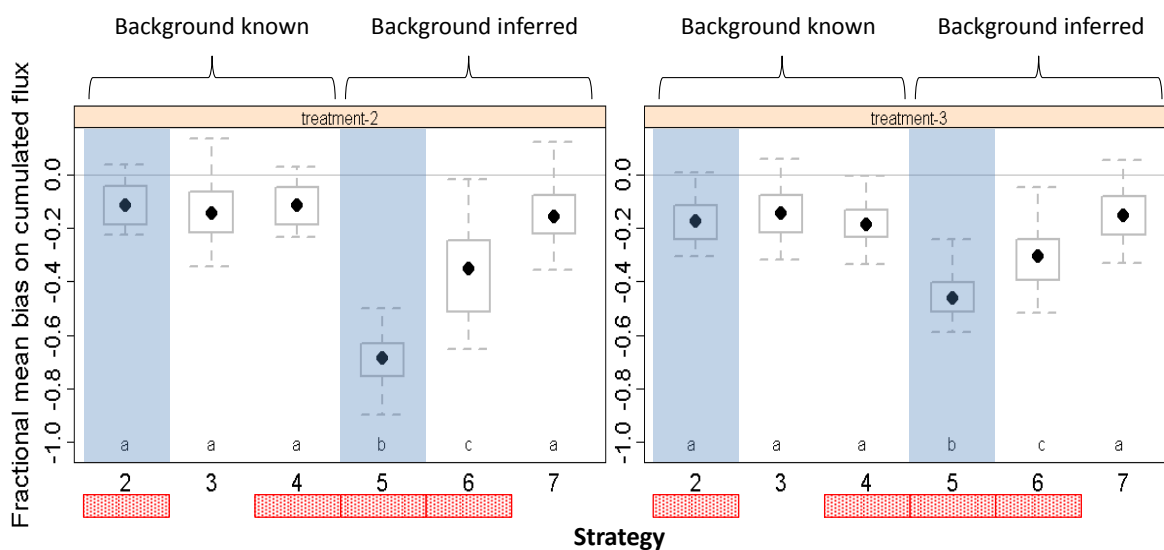 Background known Background inferred Background known Background inferred
treatment-2 treatment-3
Fractional mean bias on cumulated flux
0.0 0.0
-0.2 -0.2
-0.4 -0.4
-0.6 -0.6
-0.8 -0.8
-1.0 -1.0
a a a b c a a a a b c a
2 3 4 5 6 7 2 3 4 5 6 7
Strategy